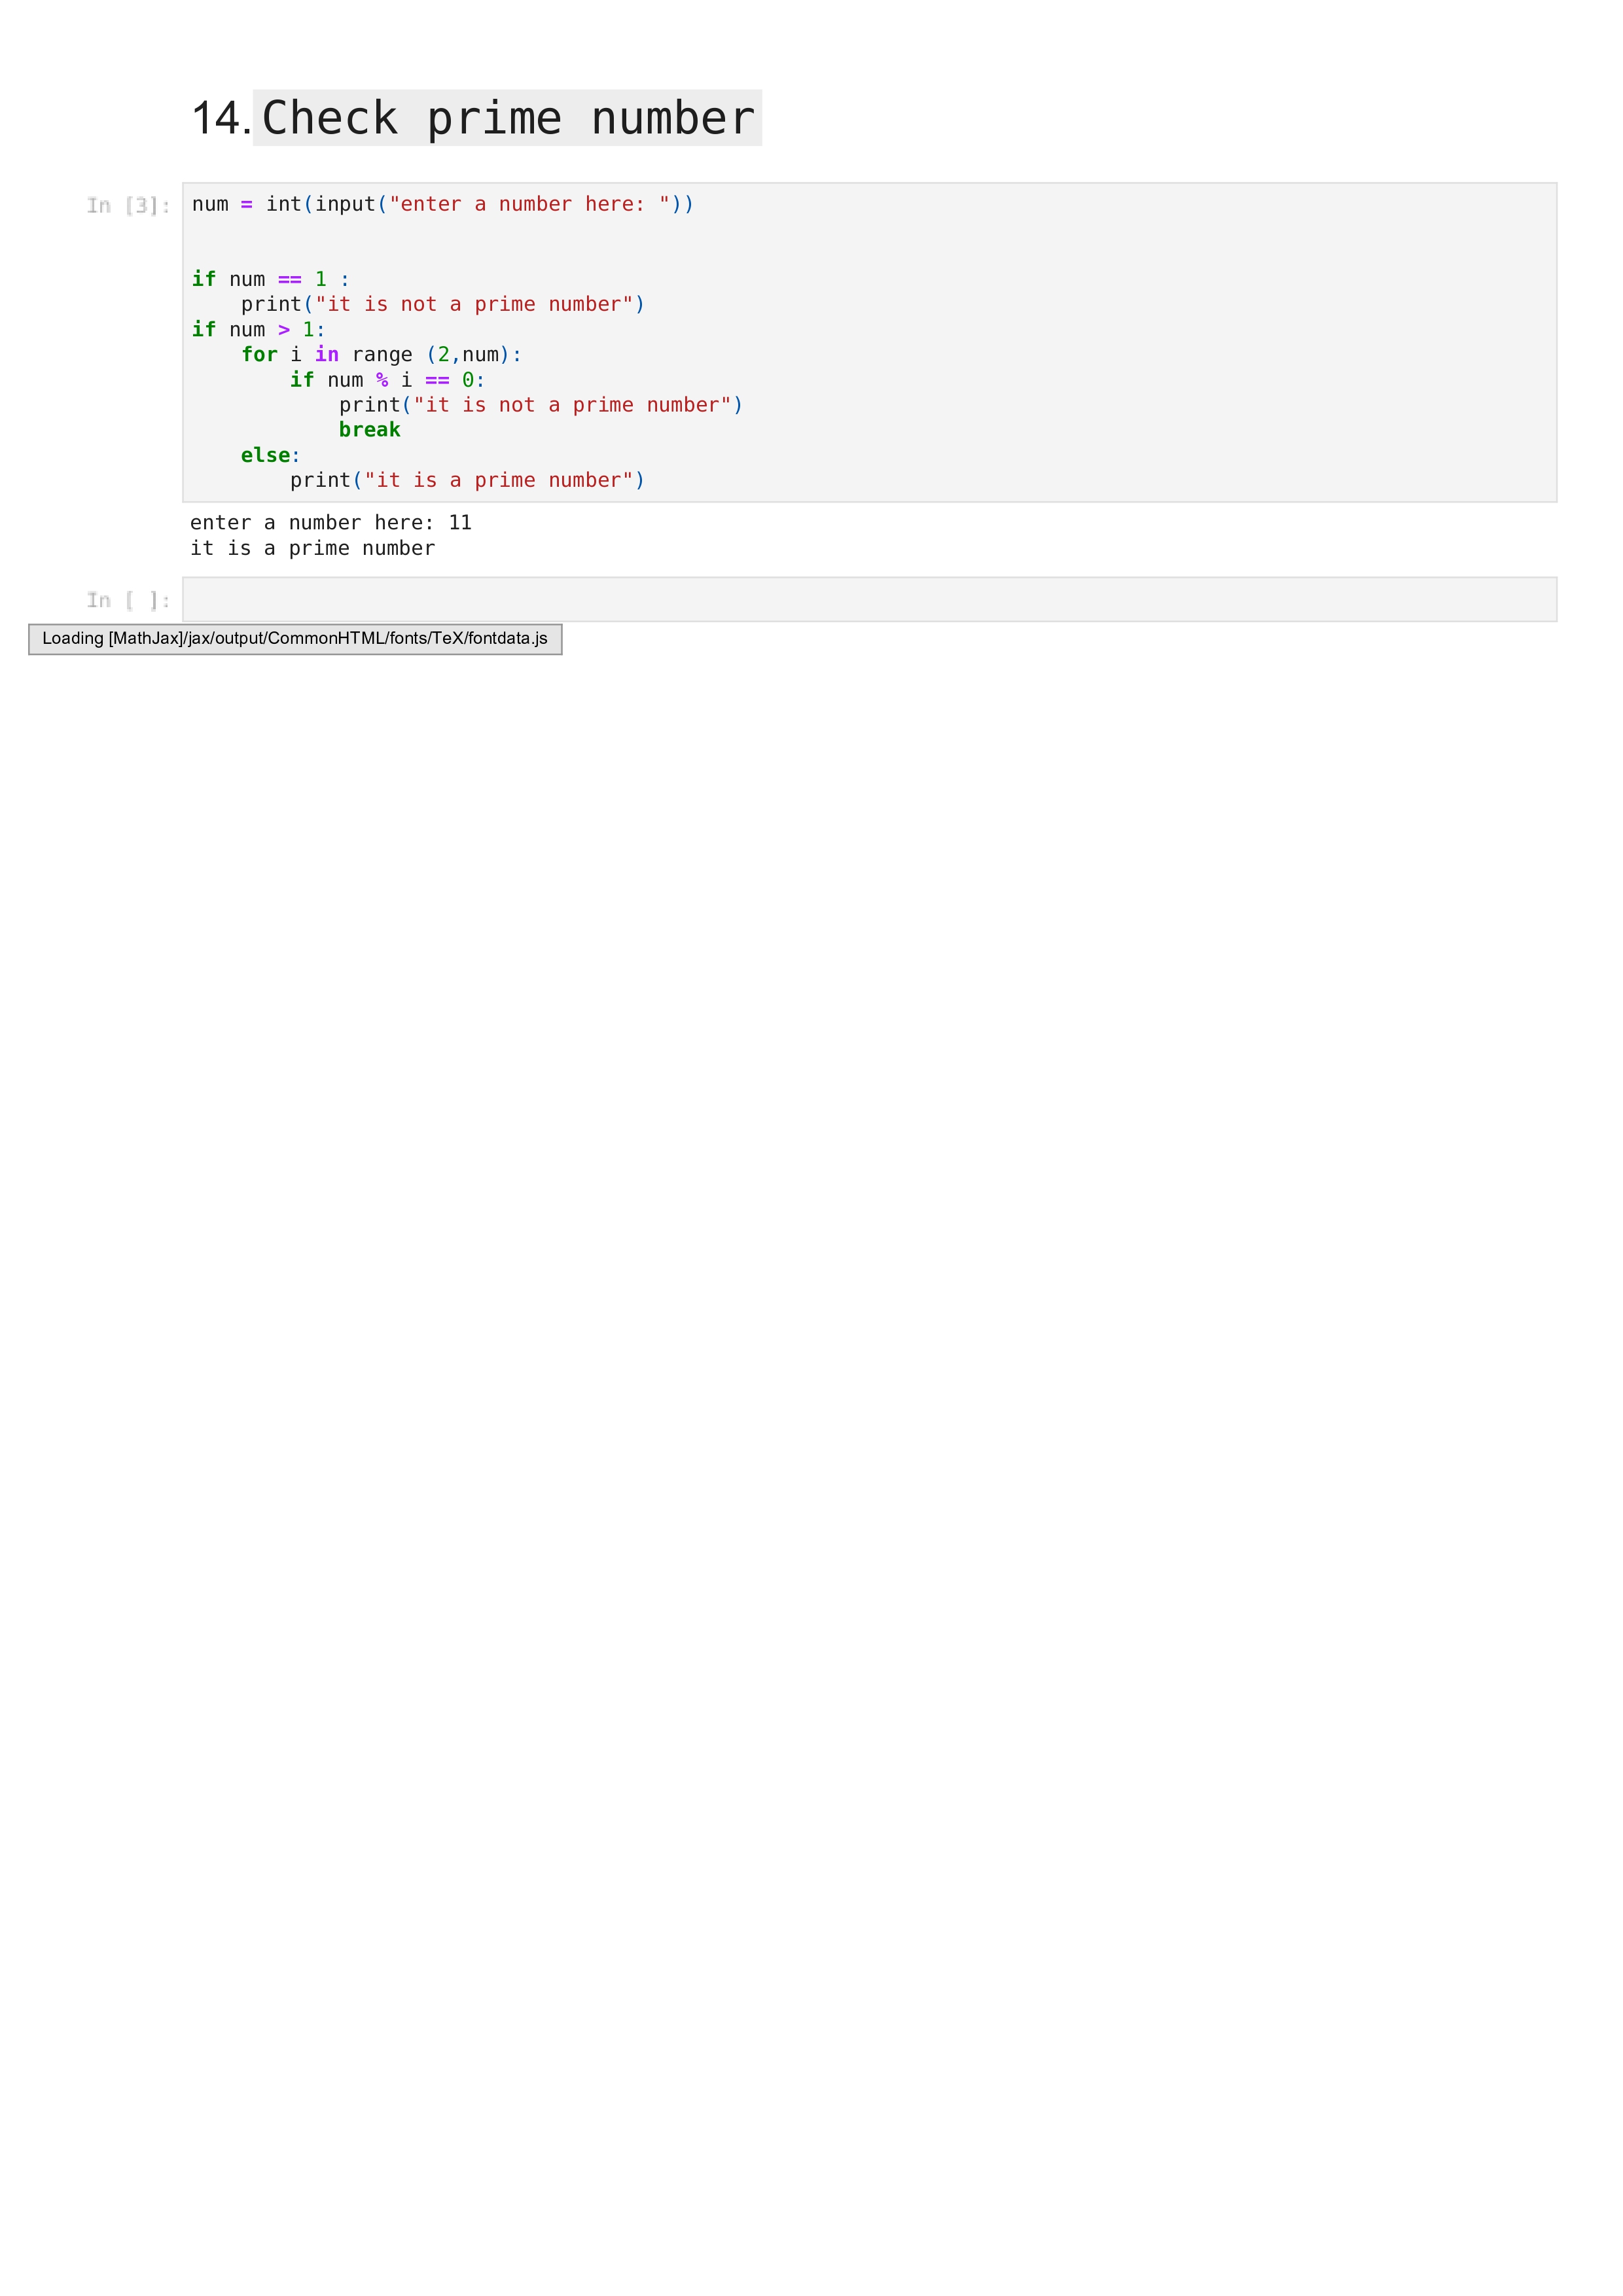 14. Check prime number
In [3]:
num = int(input("enter a number here: "))
if num == 1 :
    print("it is not a prime number")
if num > 1:
    for i in range (2,num):
        if num % i == 0:
            print("it is not a prime number")
            break
    else:
        print("it is a prime number")
enter a number here: 11
it is a prime number
In [ ]:
Loading [MathJax]/jax/output/CommonHTML/fonts/TeX/fontdata.js